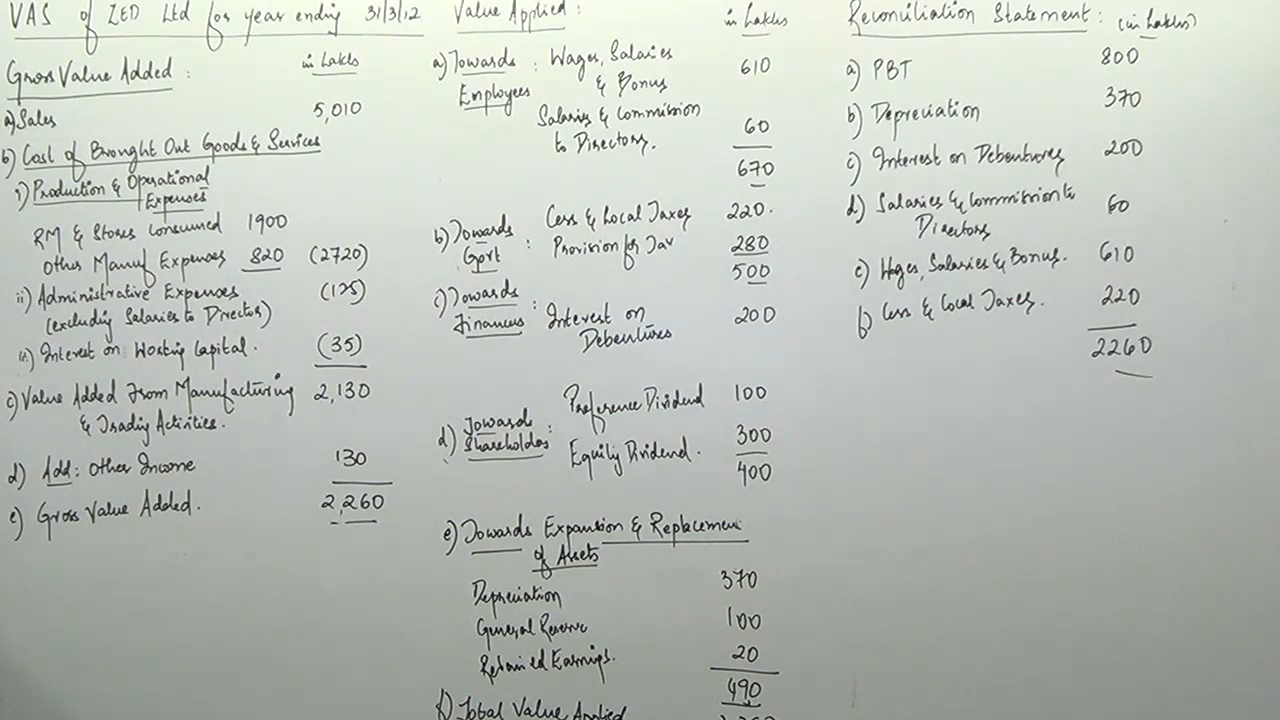 VAS of ZED Ltd for year ending 31/3/12
Gross Value Added : in Lakhs
a) Sales 5,010
b) Cost of Brought Out Goods & Services
i) Production & Operational
Expenses
RM & Stores Consumed 1900
Other Manuf Expenses 820 (2720)
ii) Administrative Expenses (125)
(excluding Salaries to Director)
Interest on Working Capital. (35)
c) Value Added From Manufacturing 2,130
& Trading Activities.
d) Add : Other Income 130
e) Gross Value Added. 2,260
Value Applied : in Lakhs
a) Towards : Wages, Salaries 610
Employees & Bonus
Salaries & Commission
to Directors. 60
670
b) Towards Cess & Local Taxes 220.
Govt : Provision for Tax 280
500
c) Towards :
Financers Interest on 200
Debentures
Preference Dividend 100
d) Towards
Shareholders : Equity Dividend. 300
400
e) Towards Expansion & Replacement
of Assets
Depreciation 370
General Reserve 100
Retained Earnings. 20
490
f) Total Value Applied
Reconciliation Statement : (in Lakhs)
a) PBT 800
b) Depreciation 370
c) Interest on Debentures 200
d) Salaries & Commission to 60
Directors
e) Wages, Salaries & Bonus. 610
f) Cess & Local Taxes. 220
2260